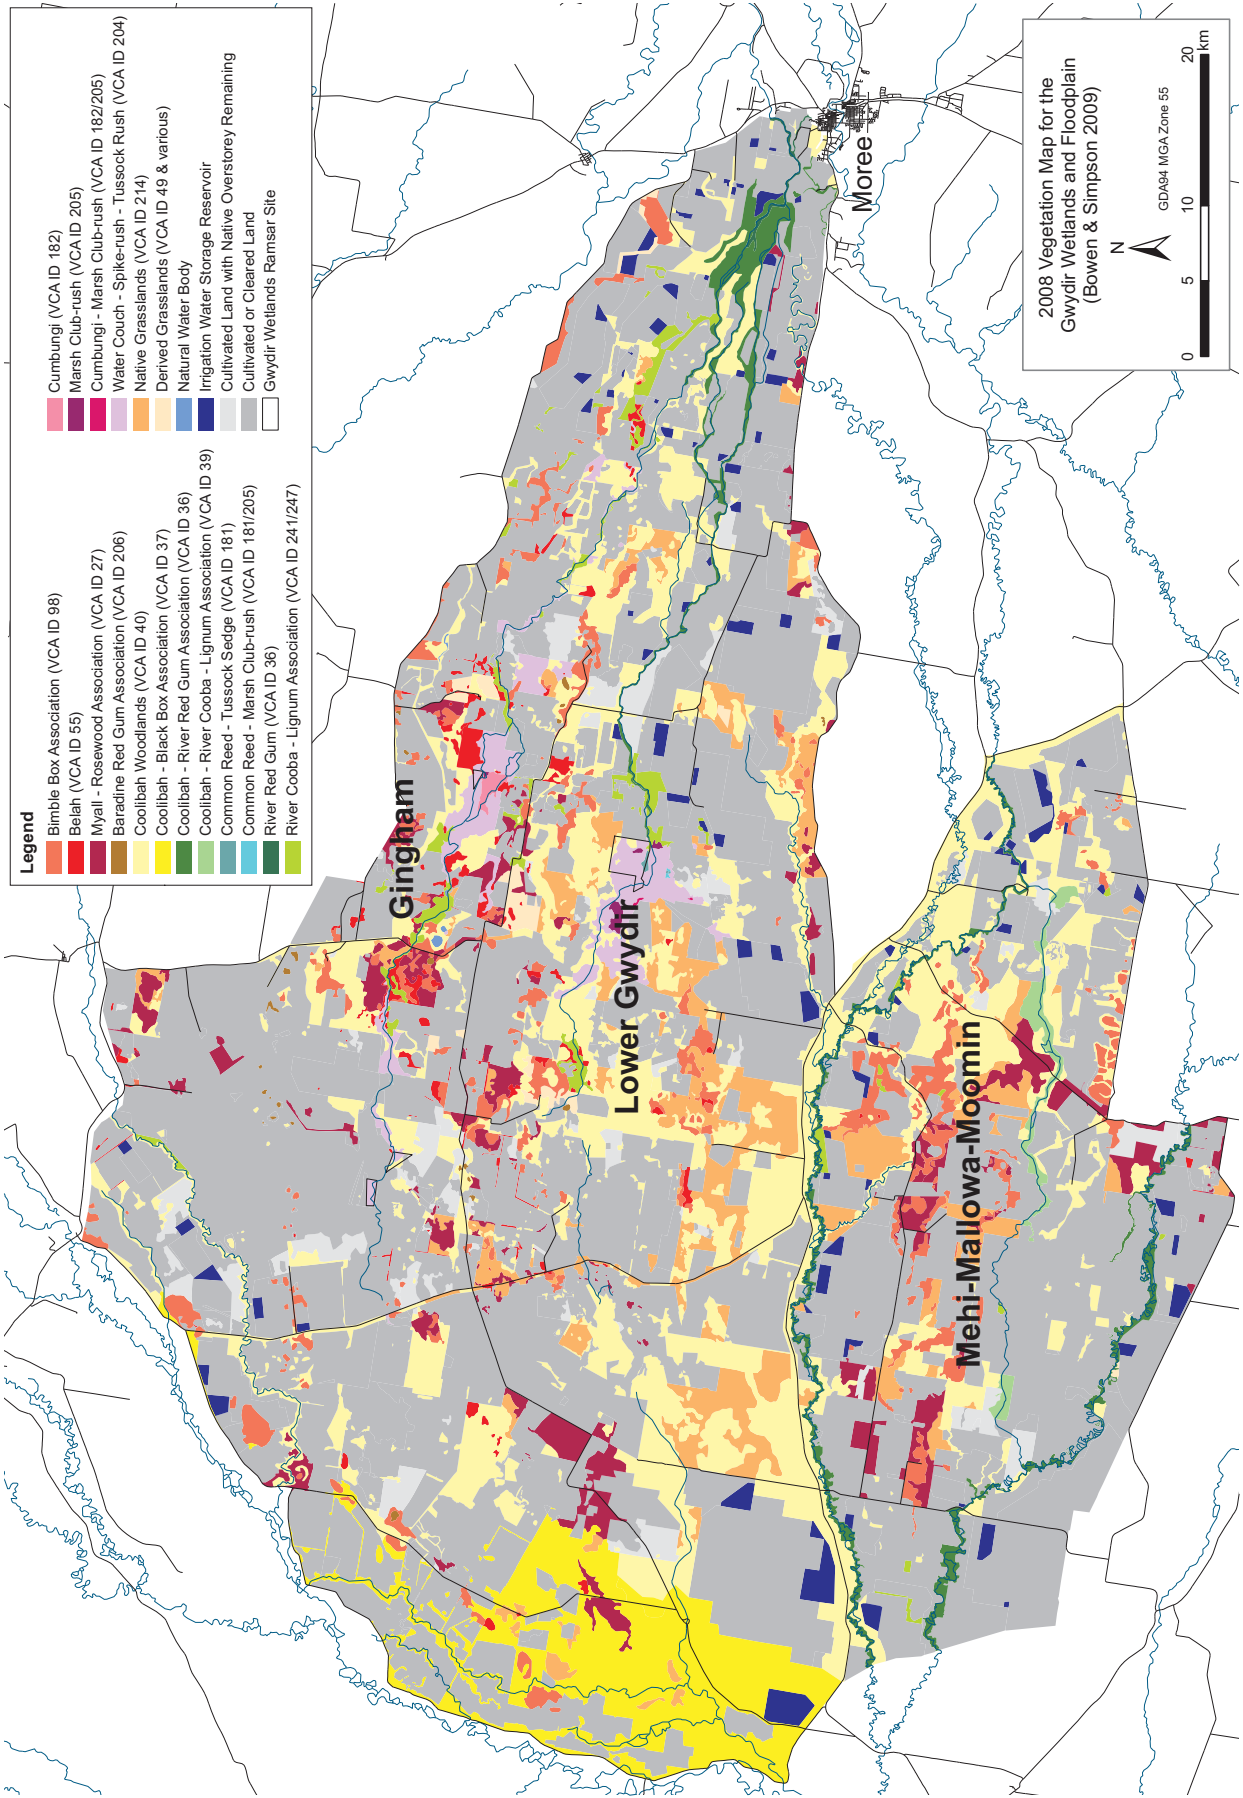 Legend
Bimble Box Association (VCA ID 98)
Belah (VCA ID 55)
Myall - Rosewood Association (VCA ID 27)
Baradine Red Gum Association (VCA ID 206)
Coolibah Woodlands (VCA ID 40)
Coolibah - Black Box Association (VCA ID 37)
Coolibah - River Red Gum Association (VCA ID 36)
Coolibah - River Cooba - Lignum Association (VCA ID 39)
Common Reed - Tussock Sedge (VCA ID 181)
Common Reed - Marsh Club-rush (VCA ID 181/205)
River Red Gum (VCA ID 36)
River Cooba - Lignum Association (VCA ID 241/247)
Cumbungi (VCA ID 182)
Marsh Club-rush (VCA ID 205)
Cumbungi - Marsh Club-rush (VCA ID 182/205)
Water Couch - Spike-rush - Tussock Rush (VCA ID 204)
Native Grasslands (VCA ID 214)
Derived Grasslands (VCA ID 49 & various)
Natural Water Body
Irrigation Water Storage Reservoir
Cultivated Land with Native Overstorey Remaining
Cultivated or Cleared Land
Gwydir Wetlands Ramsar Site
Gingham
Lower Gwydir
Mehi-Mallowa-Moomin
Moree
2008 Vegetation Map for the
Gwydir Wetlands and Floodplain
(Bowen & Simpson 2009)
N
GDA94 MGA Zone 55
0 5 10 20
km